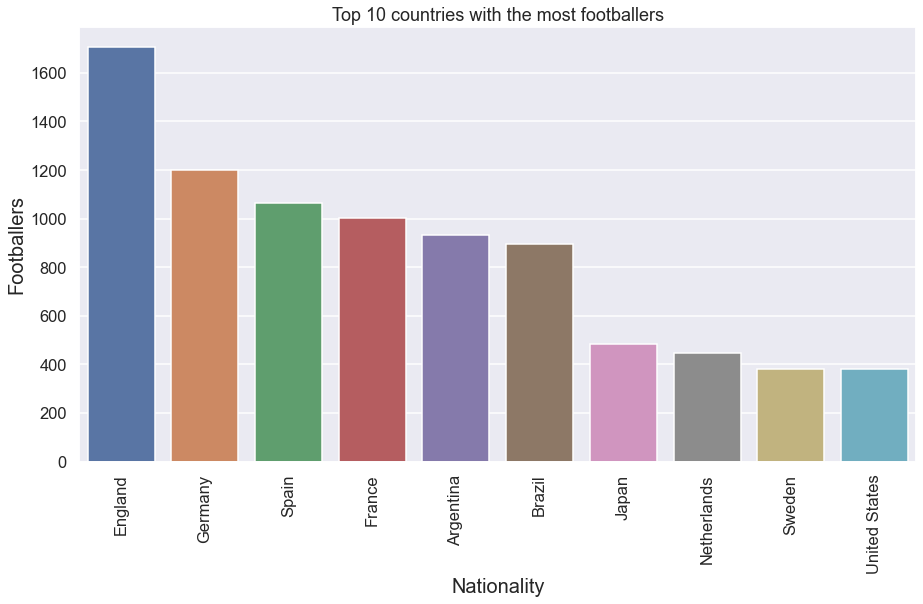 Top 10 countries with the most footballers
Footballers
1600
1400
1200
1000
800
600
400
200
0
England
Germany
Spain
France
Argentina
Brazil
Japan
Netherlands
Sweden
United States
Nationality